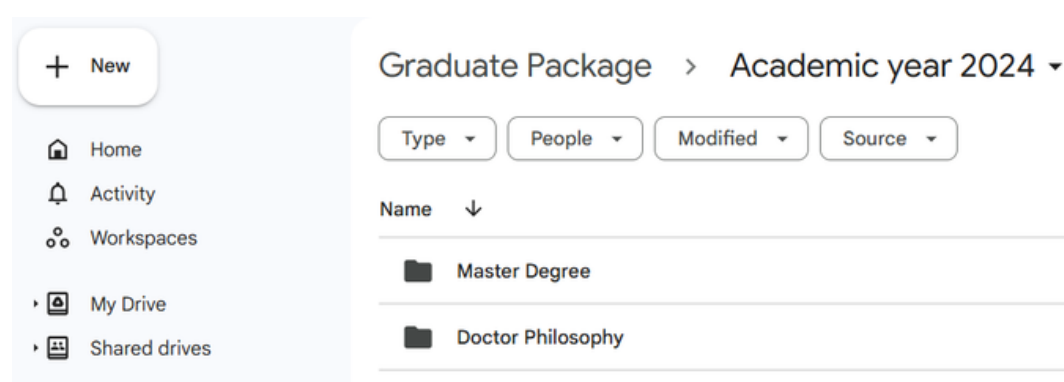 New
Home
Activity
Workspaces
My Drive
Shared drives
Graduate Package > Academic year 2024
Type People Modified Source
Name
Master Degree
Doctor Philosophy